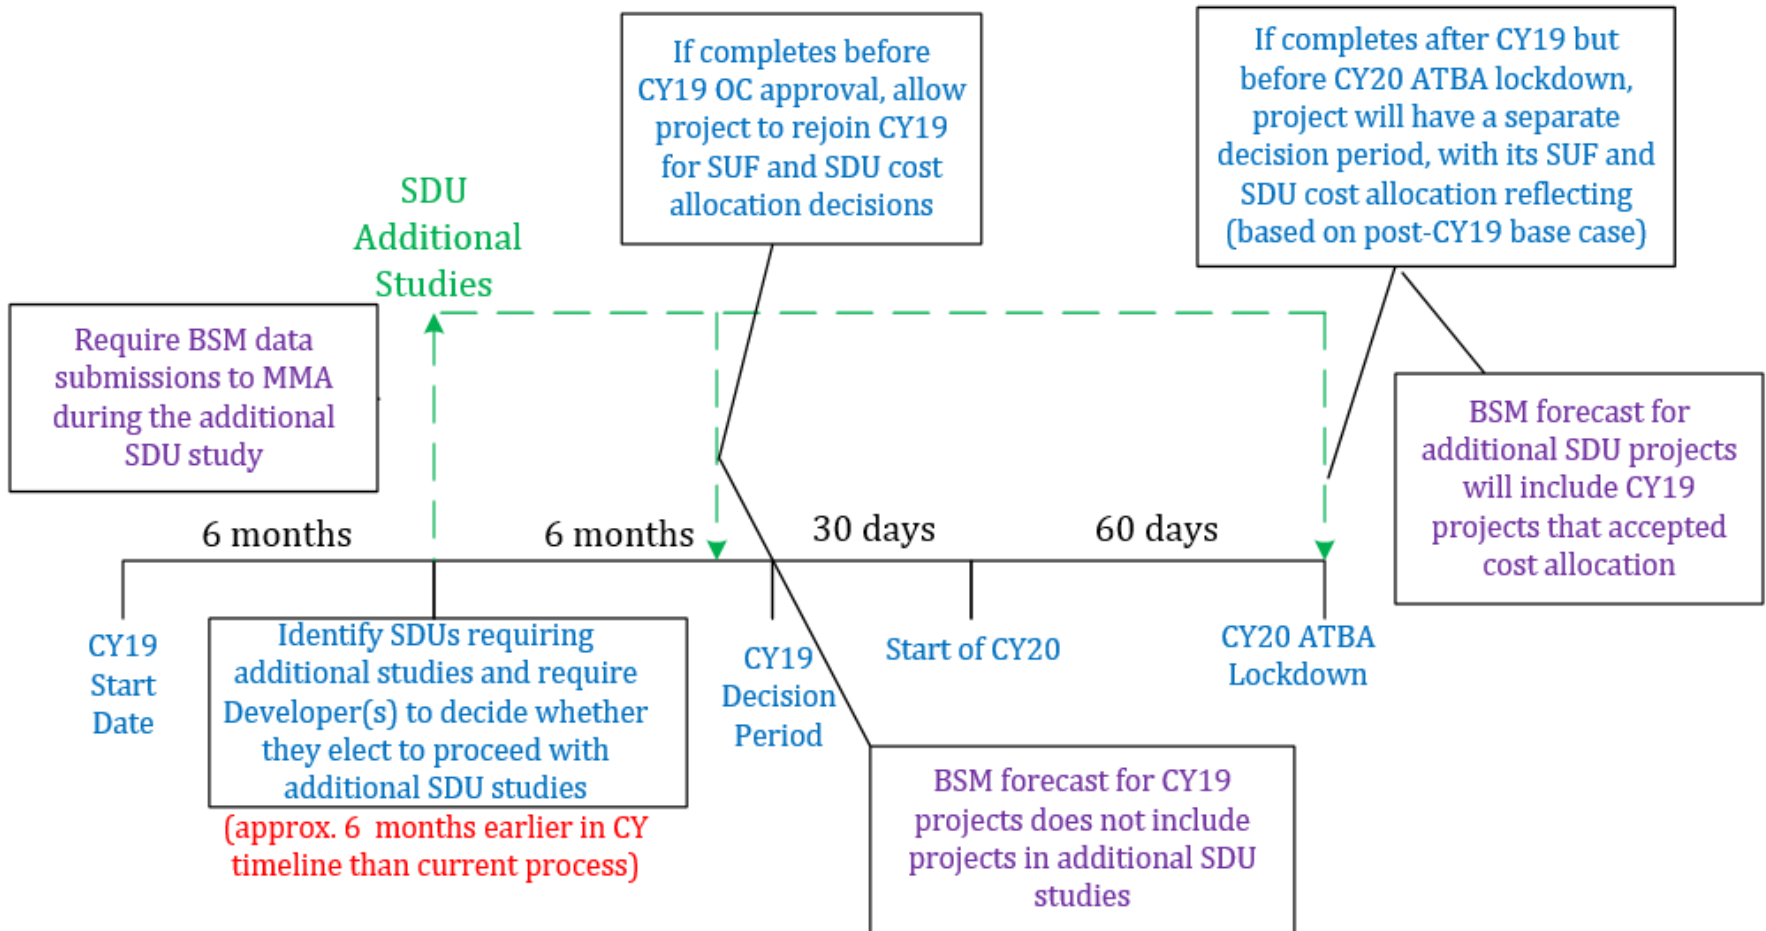 If completes before
CY19 OC approval, allow
project to rejoin CY19
for SUF and SDU cost
allocation decisions
If completes after CY19 but
before CY20 ATBA lockdown,
project will have a separate
decision period, with its SUF and
SDU cost allocation reflecting
(based on post-CY19 base case)
SDU
Additional
Studies
Require BSM data
submissions to MMA
during the additional
SDU study
BSM forecast for
additional SDU projects
will include CY19
projects that accepted
cost allocation
6 months
6 months
30 days
60 days
CY19
Start
Date
Identify SDUs requiring
additional studies and require
Developer(s) to decide whether
they elect to proceed with
additional SDU studies
(approx. 6 months earlier in CY
timeline than current process)
CY19
Decision
Period
Start of CY20
CY20 ATBA
Lockdown
BSM forecast for CY19
projects does not include
projects in additional SDU
studies